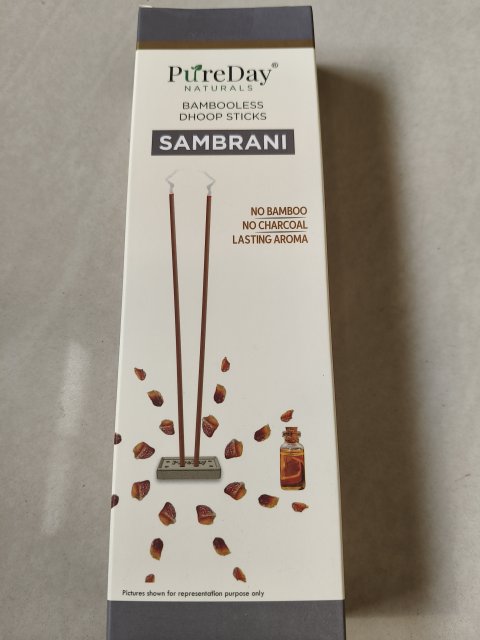 PureDay®
NATURALS
BAMBOOLESS
DHOOP STICKS
SAMBRANI
NO BAMBOO
NO CHARCOAL
LASTING AROMA
Pictures shown for representation purpose only